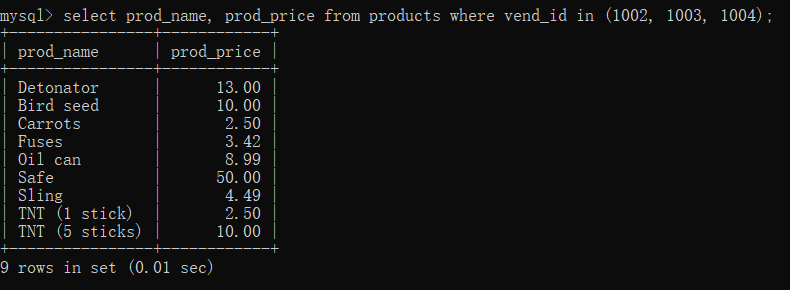 mysql> select prod_name, prod_price from products where vend_id in (1002, 1003, 1004);
+----------------+------------+
| prod_name      | prod_price |
+----------------+------------+
| Detonator      |      13.00 |
| Bird seed      |      10.00 |
| Carrots        |       2.50 |
| Fuses          |       3.42 |
| Oil can        |       8.99 |
| Safe           |      50.00 |
| Sling          |       4.49 |
| TNT (1 stick)  |       2.50 |
| TNT (5 sticks) |      10.00 |
+----------------+------------+
9 rows in set (0.01 sec)